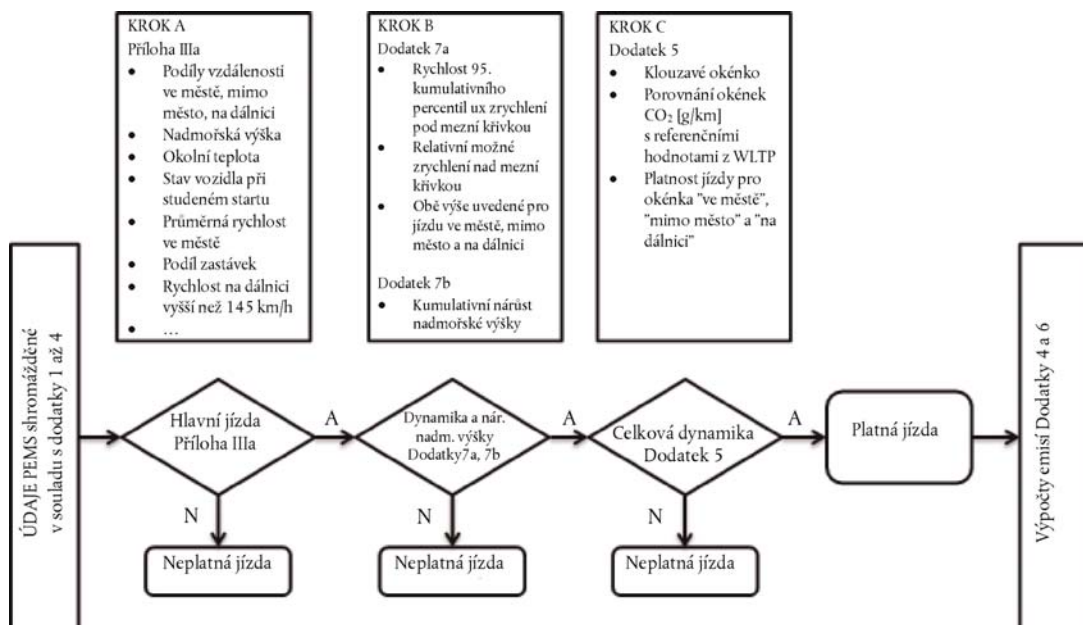 KROK A
Příloha IIIa
• Podíly vzdálenosti
ve městě, mimo
město, na dálnici
• Nadmořská výška
• Okolní teplota
• Stav vozidla při
studeném startu
• Průměrná rychlost
ve městě
• Podíl zastávek
• Rychlost na dálnici
vyšší než 145 km/h
• …
KROK B
Dodatek 7a
• Rychlost 95.
kumulativního
percentil ux zrychlení
pod mezní křivkou
• Relativní možné
zrychlení nad mezní
křivkou
• Obě výše uvedené pro
jízdu ve městě, mimo
město a na dálnici
Dodatek 7b
• Kumulativní nárůst
nadmořské výšky
KROK C
Dodatek 5
• Klouzavé okénko
• Porovnání okének
CO₂ [g/km]
s referenčními
hodnotami z WLTP
• Platnost jízdy pro
okénka "ve městě",
"mimo město" a "na
dálnici"
ÚDAJE PEMS shromážděné
v souladu s dodatky 1 až 4
Hlavní jízda
Příloha IIIa
A
N
Neplatná jízda
Dynamika a nár.
nadm. výšky
Dodatky7a, 7b
A
N
Neplatná jízda
Celková dynamika
Dodatek 5
A
N
Neplatná jízda
Platná jízda
Výpočty emisí Dodatky 4 a 6